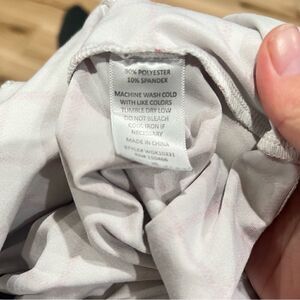 90% POLYESTER
10% SPANDEX
MACHINE WASH COLD
WITH LIKE COLORS
TUMBLE DRY LOW
DO NOT BLEACH
COOL IRON IF
NECESSARY
MADE IN CHINA